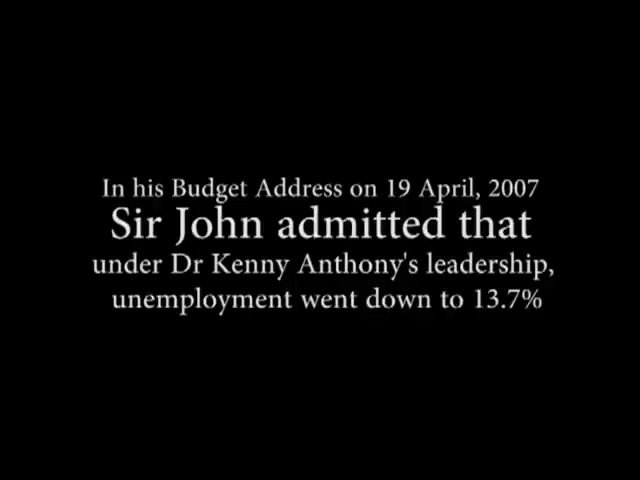 In his Budget Address on 19 April, 2007
Sir John admitted that
under Dr Kenny Anthony's leadership,
unemployment went down to 13.7%